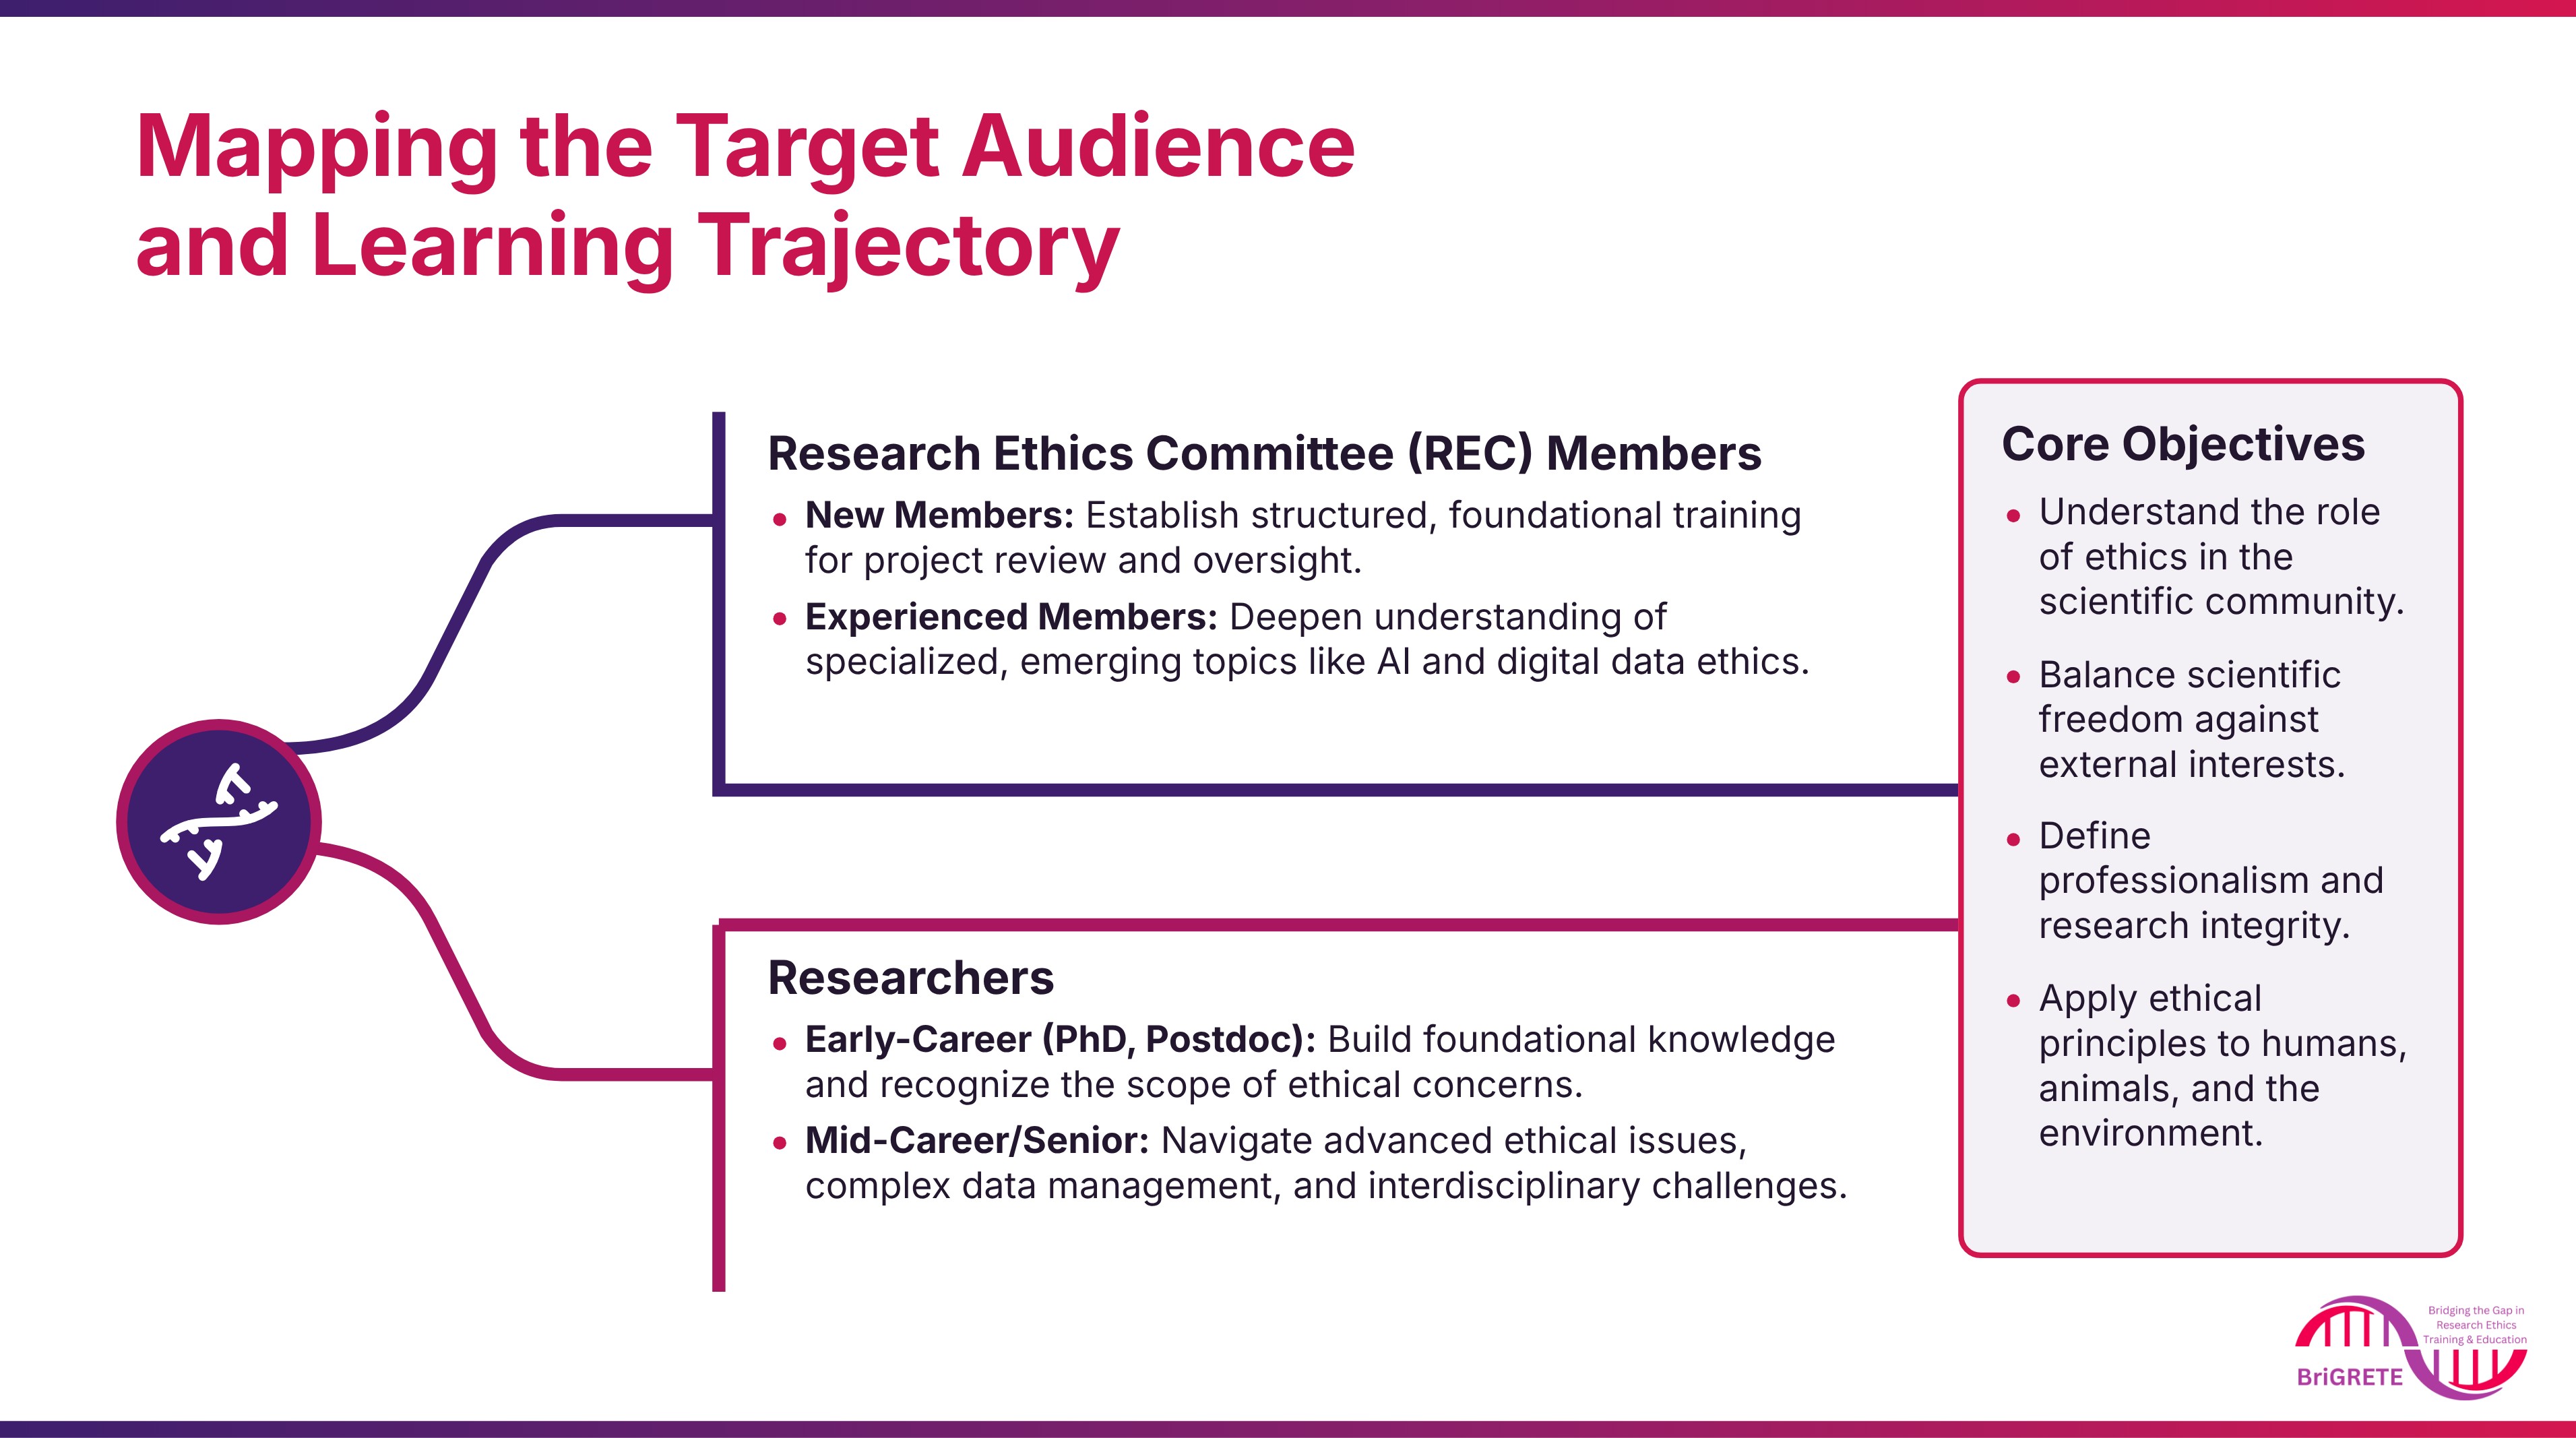 Mapping the Target Audience
and Learning Trajectory
Research Ethics Committee (REC) Members
• New Members: Establish structured, foundational training
for project review and oversight.
• Experienced Members: Deepen understanding of
specialized, emerging topics like AI and digital data ethics.
Researchers
• Early-Career (PhD, Postdoc): Build foundational knowledge
and recognize the scope of ethical concerns.
• Mid-Career/Senior: Navigate advanced ethical issues,
complex data management, and interdisciplinary challenges.
Core Objectives
• Understand the role
of ethics in the
scientific community.
• Balance scientific
freedom against
external interests.
• Define
professionalism and
research integrity.
• Apply ethical
principles to humans,
animals, and the
environment.
Bridging the Gap in
Research Ethics
Training & Education
BriGRETE